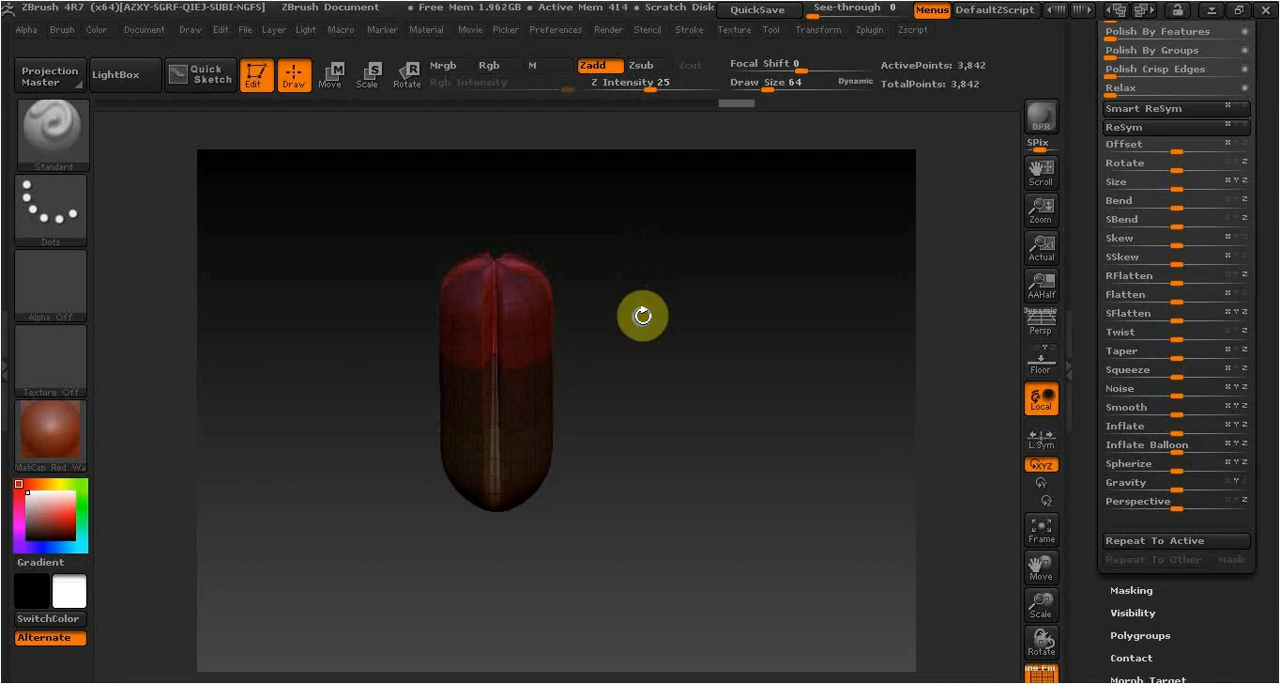 ZBrush 4R7 (x64)[AZXY-SGRF-QIEJ-SUBI-NGFS] ZBrush Document • Free Mem 1.962GB • Active Mem 414 • Scratch Disk QuickSave See-through 0 Menus DefaultZScript
Alpha Brush Color Document Draw Edit File Layer Light Macro Marker Material Movie Picker Preferences Render Stencil Stroke Texture Tool Transform Zplugin Zscript
Projection Master
LightBox
Quick Sketch
Edit
Draw
Move
Scale
Rotate
Mrgb Rgb M
Rgb Intensity
Zadd Zsub Zcut
Z Intensity 25
Focal Shift 0
Draw Size 64 Dynamic
ActivePoints: 3,842
TotalPoints: 3,842
Standard
Dots
Alpha Off
Texture Off
MatCap Red Wa
Gradient
SwitchColor
Alternate
BPR
SPix
Scroll
Zoom
Actual
AAHalf
Dynamic
Persp
Floor
Local
L.Sym
XYZ
Frame
Move
Scale
Rotate
Polish By Features
Polish By Groups
Polish Crisp Edges
Relax
Smart ReSym
ReSym
Offset
Rotate
Size
Bend
SBend
Skew
SSkew
RFlatten
Flatten
SFlatten
Twist
Taper
Squeeze
Noise
Smooth
Inflate
Inflate Balloon
Spherize
Gravity
Perspective
Repeat To Active
Repeat To Other Mask
Masking
Visibility
Polygroups
Contact
Morph Target